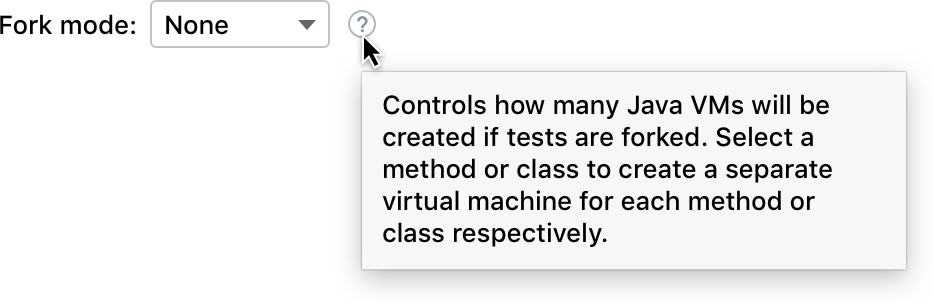 Fork mode: None ?
Controls how many Java VMs will be
created if tests are forked. Select a
method or class to create a separate
virtual machine for each method or
class respectively.